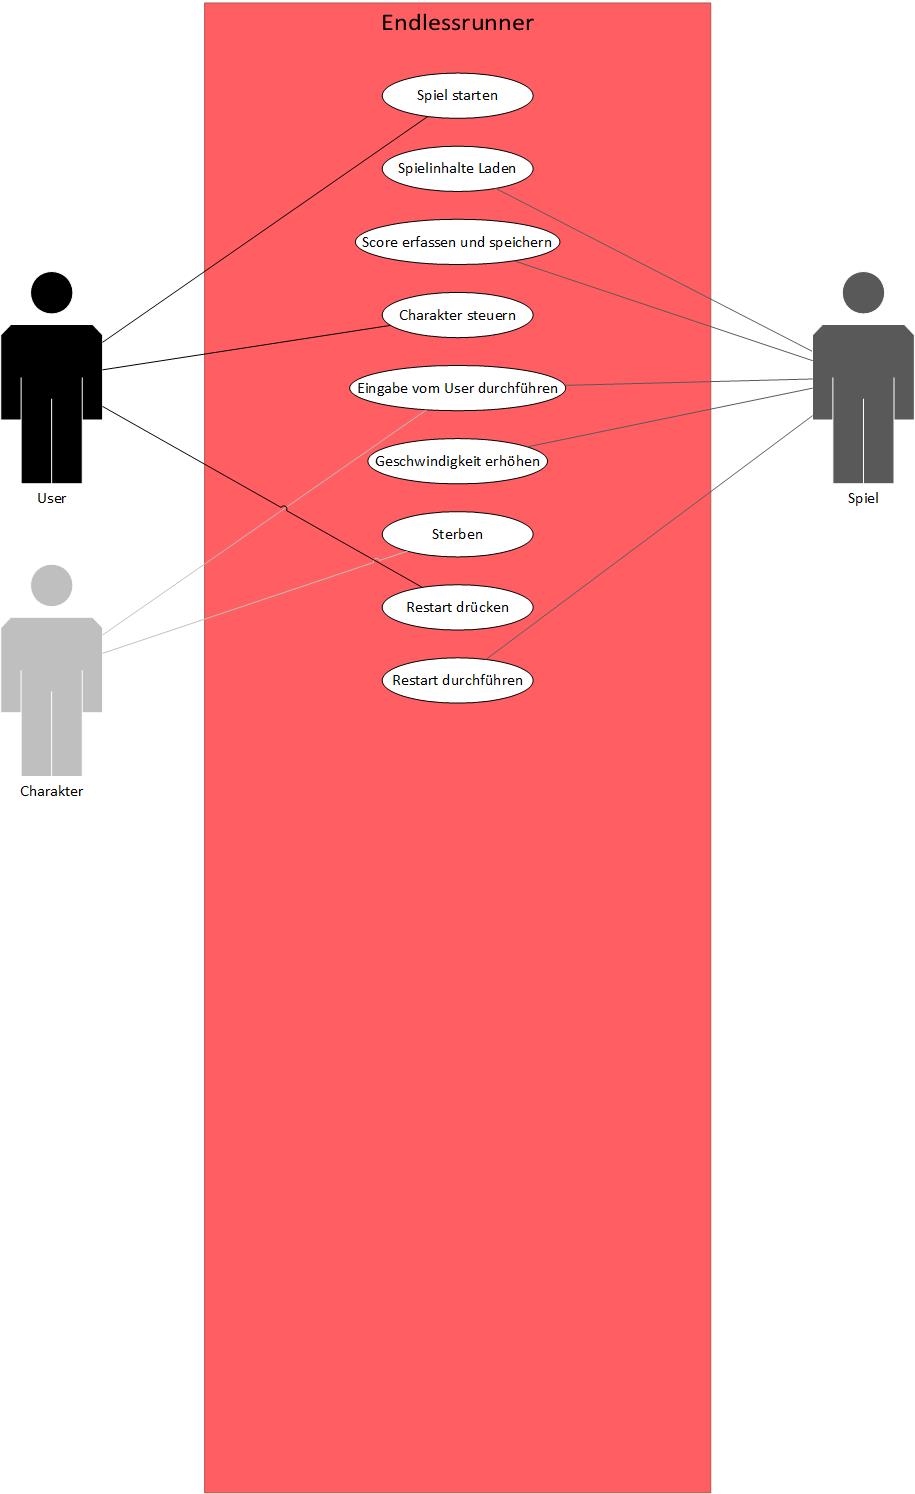 Endlessrunner
Spiel starten
Spielinhalte Laden
Score erfassen und speichern
Charakter steuern
Eingabe vom User durchführen
Geschwindigkeit erhöhen
User
Spiel
Sterben
Restart drücken
Restart durchführen
Charakter